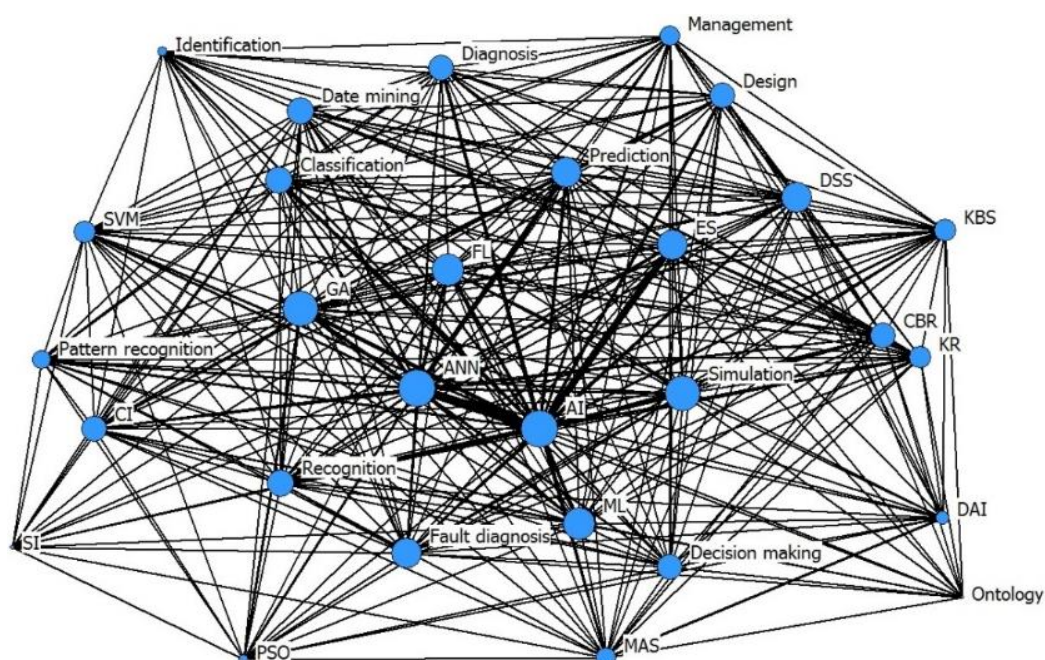 Management
Identification
Diagnosis
Design
Date mining
Prediction
Classification
DSS
SVM
KBS
ES
FL
GA
CBR
KR
Pattern recognition
ANN
Simulation
AI
CI
Recognition
ML
DAI
Fault diagnosis
SI
Decision making
Ontology
MAS
PSO